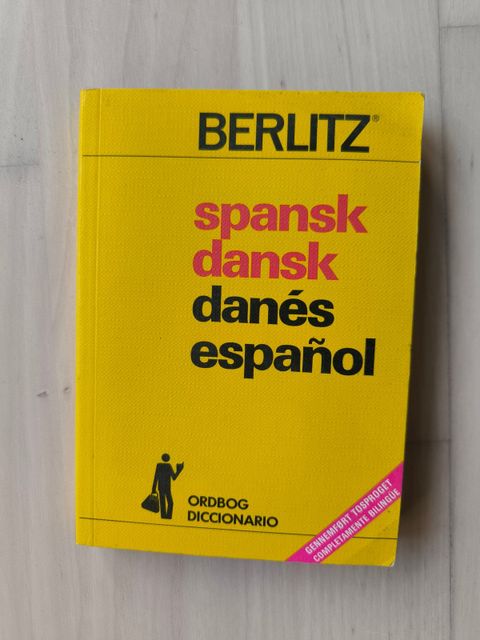 BERLITZ®
spansk
dansk
danés
español
ORDBOG
DICCIONARIO
GENNEMFØRT TOSPROGET
COMPLETAMENTE BILINGÜE